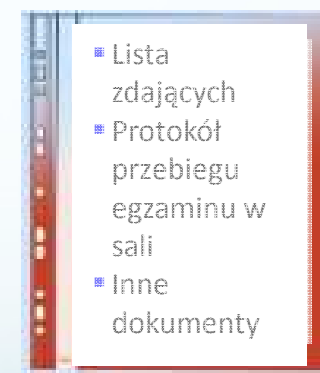 ▪ Lista
zdających
▪ Protokół
przebiegu
egzaminu w
sali
▪ Inne
dokumenty